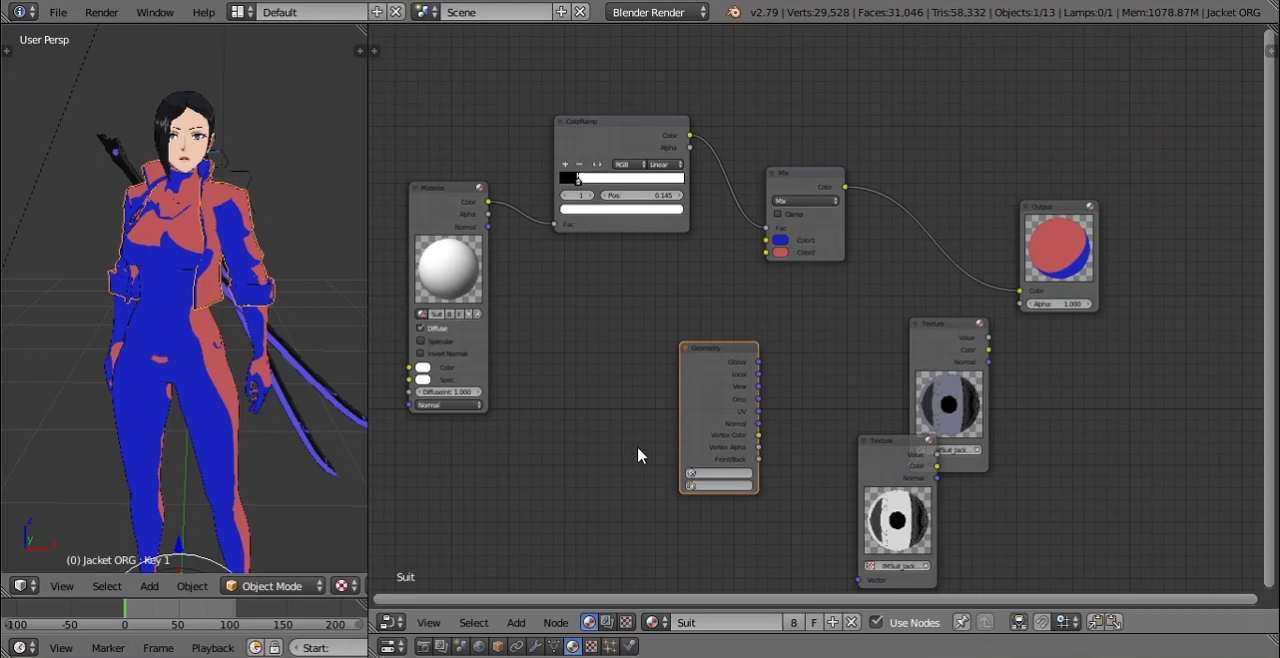 File Render Window Help Default Scene Blender Render v2.79 | Verts:29,528 | Faces:31,046 | Tris:58,332 | Objects:1/13 | Lamps:0/1 | Mem:1078.87M | Jacket ORG
User Persp
ColorRamp
Color
Alpha
RGB Linear
1 Pos: 0.145
Fac
Material
Color
Alpha
Normal
Suit 8 F
Diffuse
Specular
Invert Normal
Color
Spec
DiffuseInt: 1.000
Normal
Mix
Color
Mix
Clamp
Fac
Color1
Color2
Output
Color
Alpha: 1.000
Geometry
Global
Local
View
Orco
UV
Normal
Vertex Color
Vertex Alpha
Front/Back
Texture
Value
Color
Normal
Texture
Value
Color
Normal
Vector
z
y
x
(0) Jacket ORG : Key 1
Suit
View Select Add Object Object Mode
View Select Add Node Suit 8 F Use Nodes
-100 -50 0 50 100 150 200
View Marker Frame Playback Start: